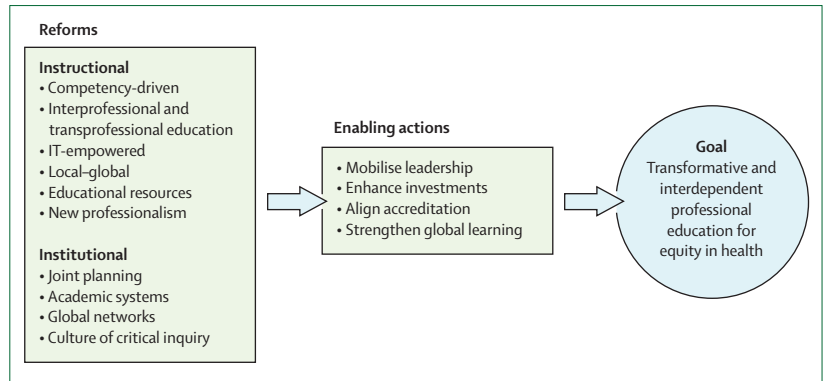 Reforms
Instructional
• Competency-driven
• Interprofessional and
transprofessional education
• IT-empowered
• Local–global
• Educational resources
• New professionalism
Institutional
• Joint planning
• Academic systems
• Global networks
• Culture of critical inquiry
Enabling actions
• Mobilise leadership
• Enhance investments
• Align accreditation
• Strengthen global learning
Goal
Transformative and
interdependent
professional
education for
equity in health